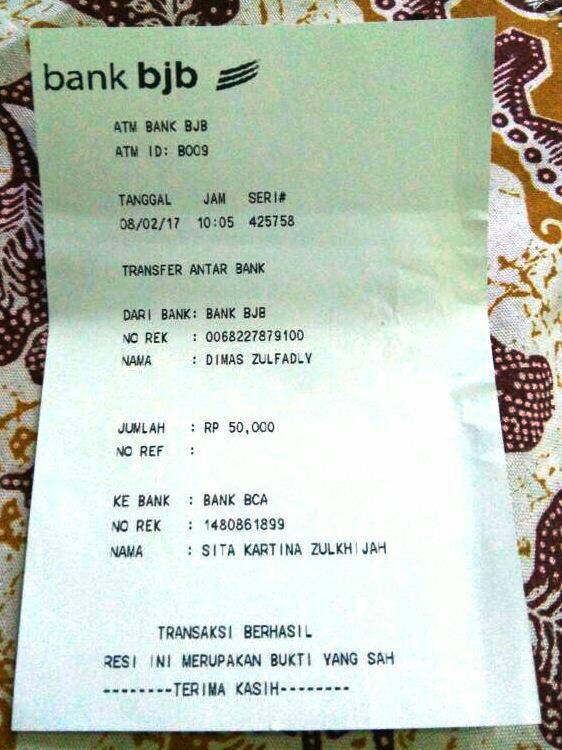 bank bjb
ATM BANK BJB
ATM ID: B009
TANGGAL JAM SERI#
08/02/17 10:05 425758
TRANSFER ANTAR BANK
DARI BANK: BANK BJB
NO REK : 0068227879100
NAMA : DIMAS ZULFADLY
JUMLAH : RP 50,000
NO REF :
KE BANK : BANK BCA
NO REK : 1480861899
NAMA : SITA KARTINA ZULKHIJAH
TRANSAKSI BERHASIL
RESI INI MERUPAKAN BUKTI YANG SAH
--------TERIMA KASIH--------